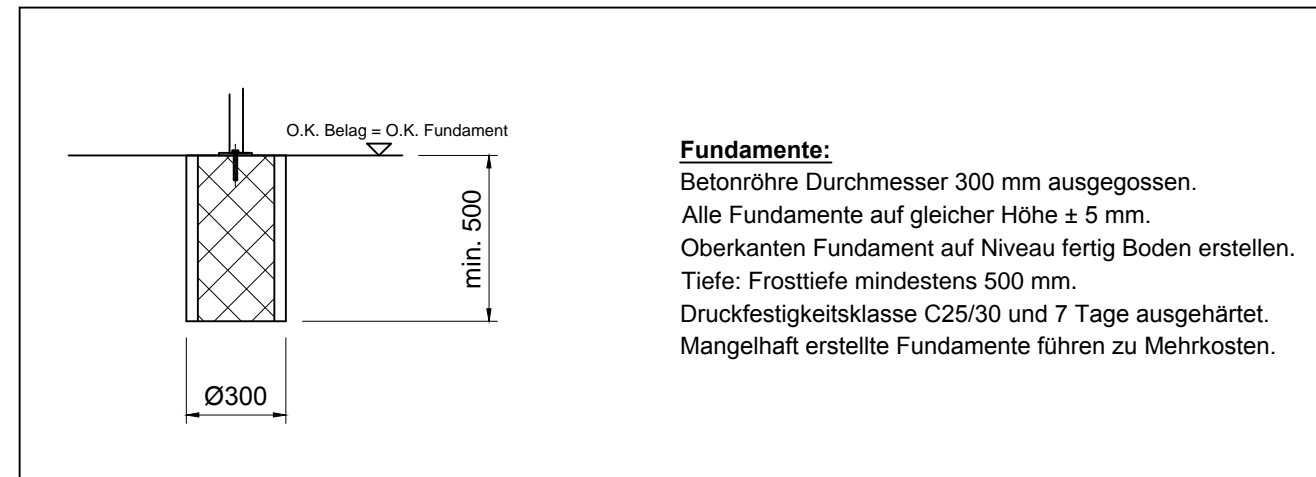 O.K. Belag = O.K. Fundament
min. 500
Ø300
Fundamente:
Betonröhre Durchmesser 300 mm ausgegossen.
Alle Fundamente auf gleicher Höhe ± 5 mm.
Oberkanten Fundament auf Niveau fertig Boden erstellen.
Tiefe: Frosttiefe mindestens 500 mm.
Druckfestigkeitsklasse C25/30 und 7 Tage ausgehärtet.
Mangelhaft erstellte Fundamente führen zu Mehrkosten.